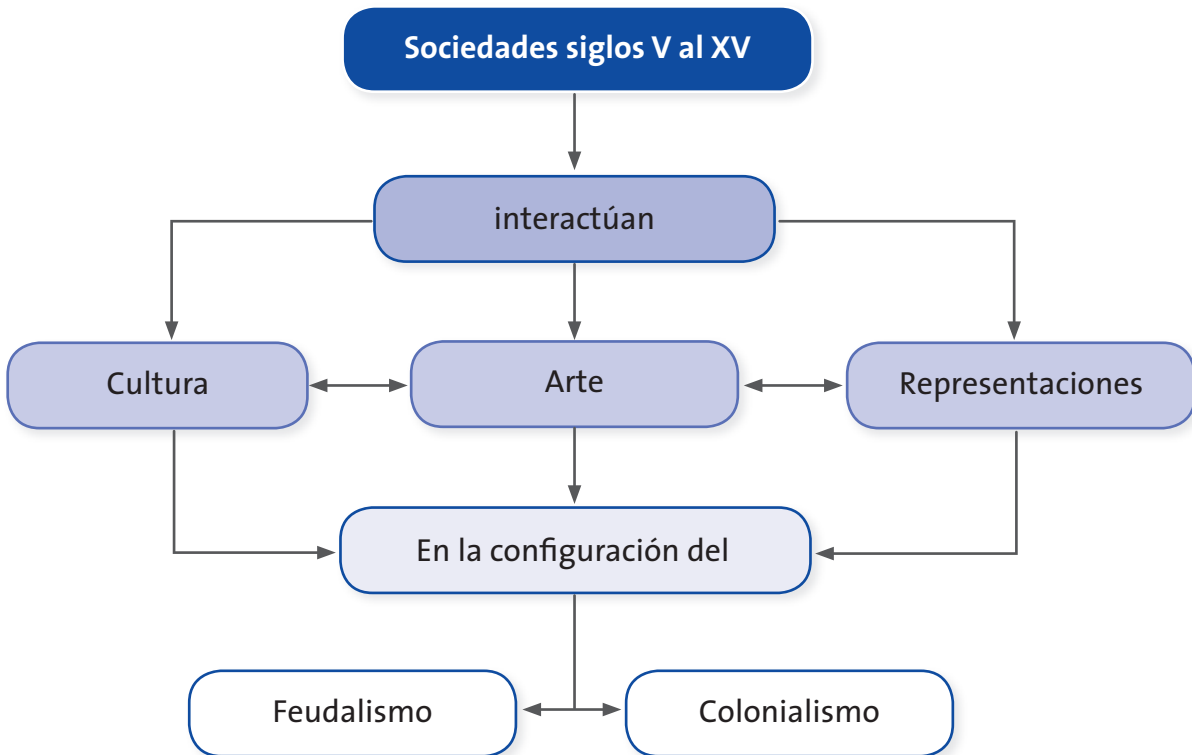 Sociedades siglos V al XV
interactúan
Cultura
Arte
Representaciones
En la configuración del
Feudalismo
Colonialismo